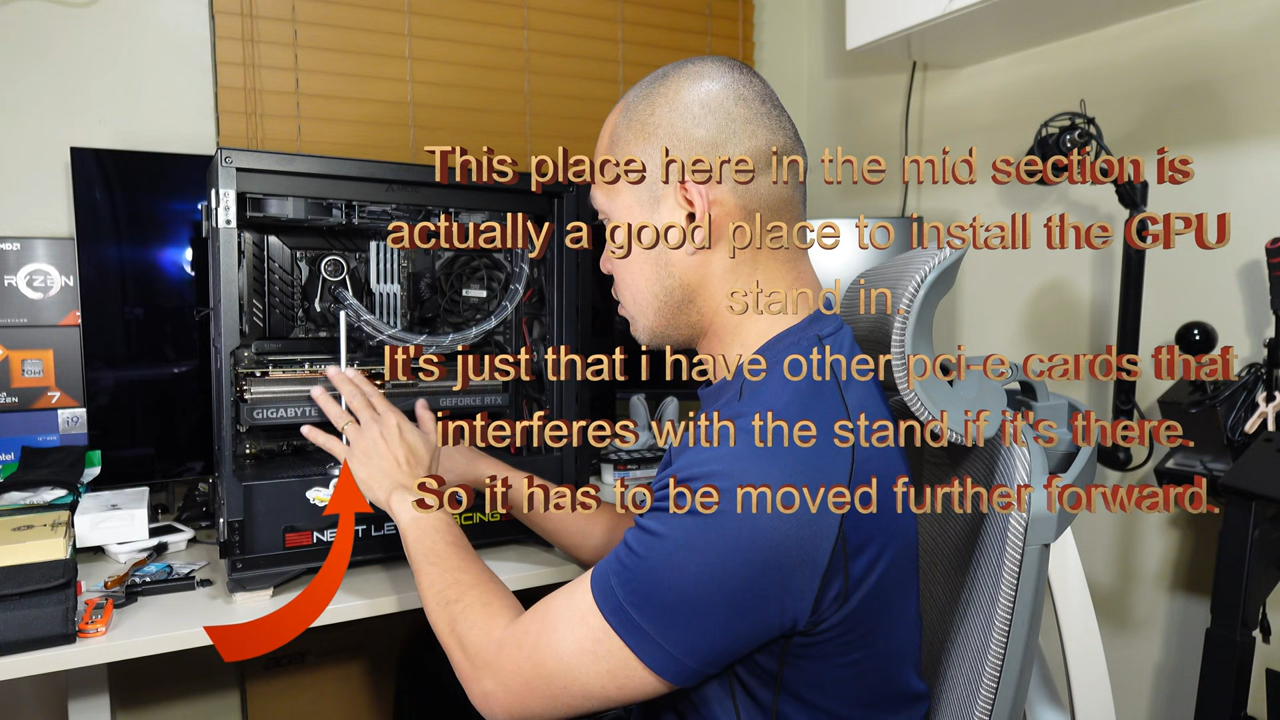 This place here in the mid section is
actually a good place to install the GPU
stand in.
It's just that i have other pci-e cards that
interferes with the stand if it's there.
So it has to be moved further forward.
AMD
RYZEN
7
i9
intel
GIGABYTE
GEFORCE RTX